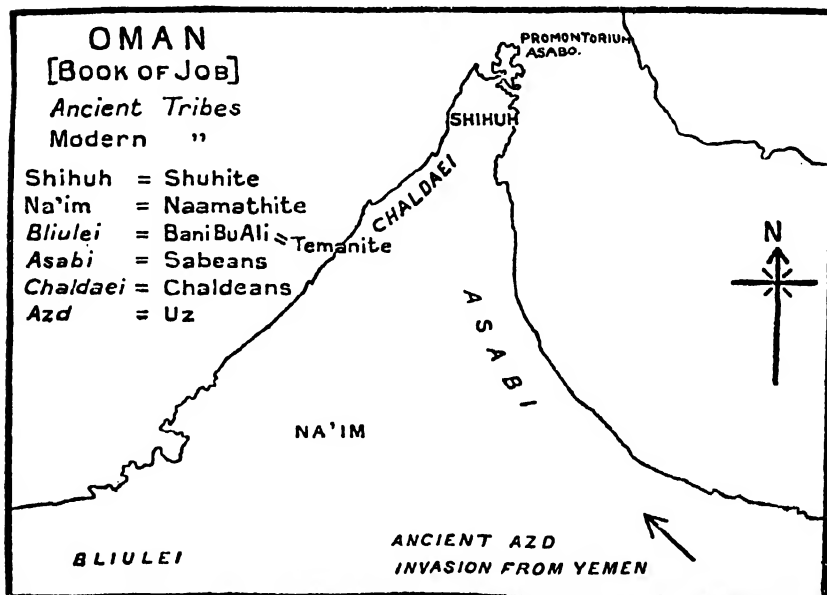 OMAN
[BOOK OF JOB]
Ancient Tribes
Modern "
Shihuh = Shuhite
Na'im = Naamathite
Bliulei = BaniBuAli = Temanite
Asabi = Sabeans
Chaldaei = Chaldeans
Azd = Uz
PROMONTORIUM
ASABO.
SHIHUH
CHALDAEI
N
ASABI
NA'IM
BLIULEI
ANCIENT AZD
INVASION FROM YEMEN